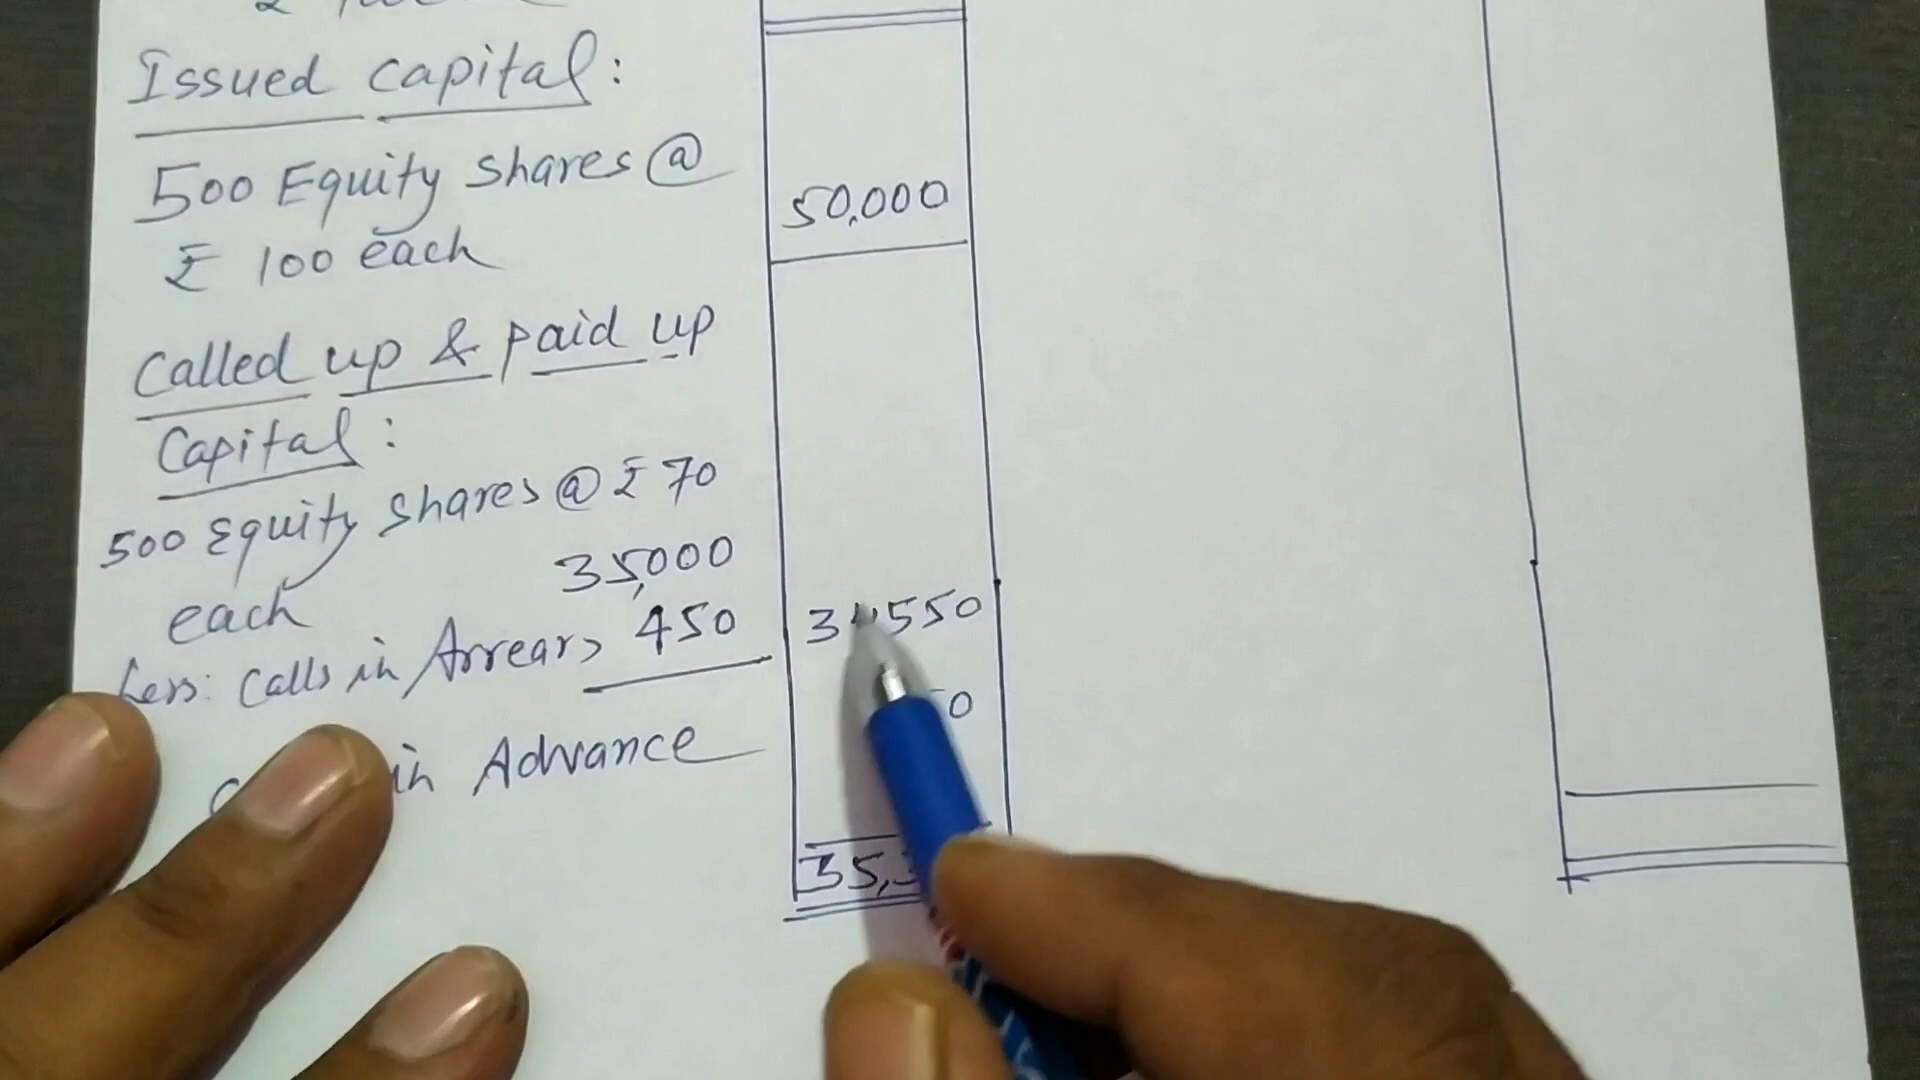 Issued capital:
500 Equity shares @
₹ 100 each
50,000
Called up & paid up
Capital:
500 Equity shares @ ₹ 70
each
35,000
Less: Calls in Arrears 450
34550
in Advance